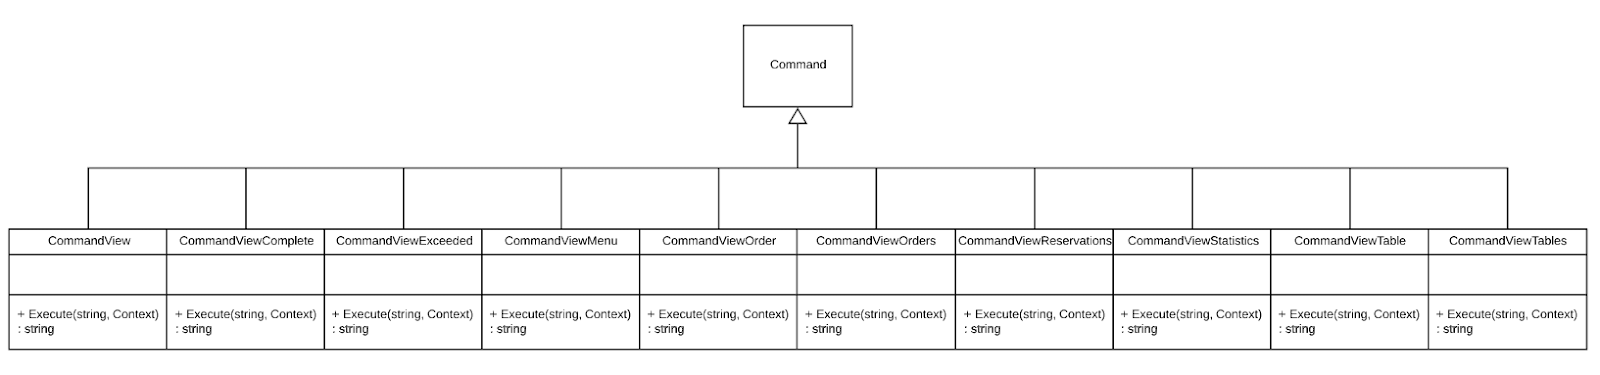 Command
CommandView
CommandViewComplete
CommandViewExceeded
CommandViewMenu
CommandViewOrder
CommandViewOrders
CommandViewReservations
CommandViewStatistics
CommandViewTable
CommandViewTables
+ Execute(string, Context)
: string
+ Execute(string, Context)
: string
+ Execute(string, Context)
: string
+ Execute(string, Context)
: string
+ Execute(string, Context)
: string
+ Execute(string, Context)
: string
+ Execute(string, Context)
: string
+ Execute(string, Context)
: string
+ Execute(string, Context)
: string
+ Execute(string, Context)
: string